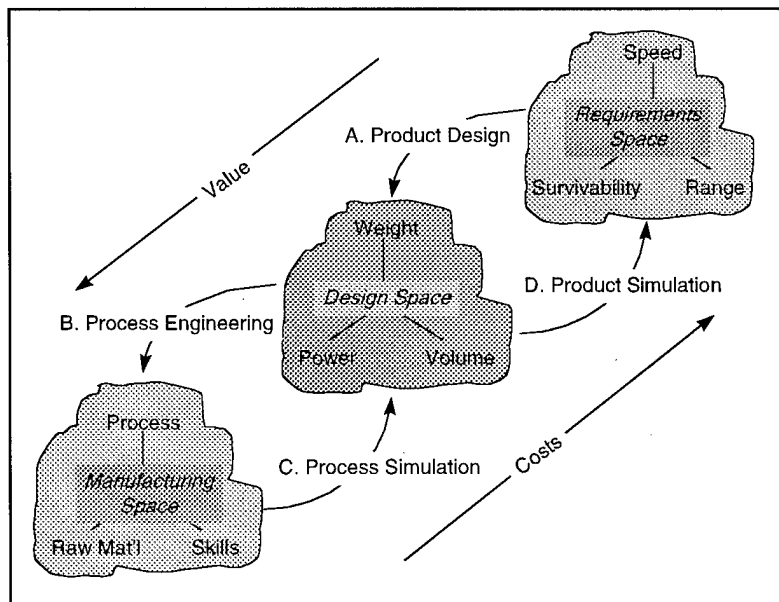 Speed
Requirements
Space
Survivability
Range
A. Product Design
Value
Weight
Design Space
Power
Volume
D. Product Simulation
B. Process Engineering
Process
Manufacturing
Space
Raw Mat'l
Skills
C. Process Simulation
Costs